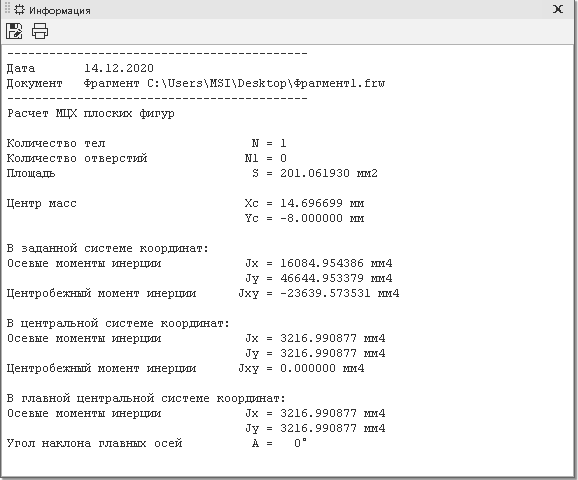 Информация
-------------------------------------------
Дата 14.12.2020
Документ Фрагмент C:\Users\MSI\Desktop\Фрагмент1.frw
-------------------------------------------
Расчет МЦХ плоских фигур
Количество тел N = 1
Количество отверстий N1 = 0
Площадь S = 201.061930 мм2
Центр масс Xc = 14.696699 мм
Yc = -8.000000 мм
В заданной системе координат:
Осевые моменты инерции Jx = 16084.954386 мм4
Jy = 46644.953379 мм4
Центробежный момент инерции Jxy = -23639.573531 мм4
В центральной системе координат:
Осевые моменты инерции Jx = 3216.990877 мм4
Jy = 3216.990877 мм4
Центробежный момент инерции Jxy = 0.000000 мм4
В главной центральной системе координат:
Осевые моменты инерции Jx = 3216.990877 мм4
Jy = 3216.990877 мм4
Угол наклона главных осей A = 0°